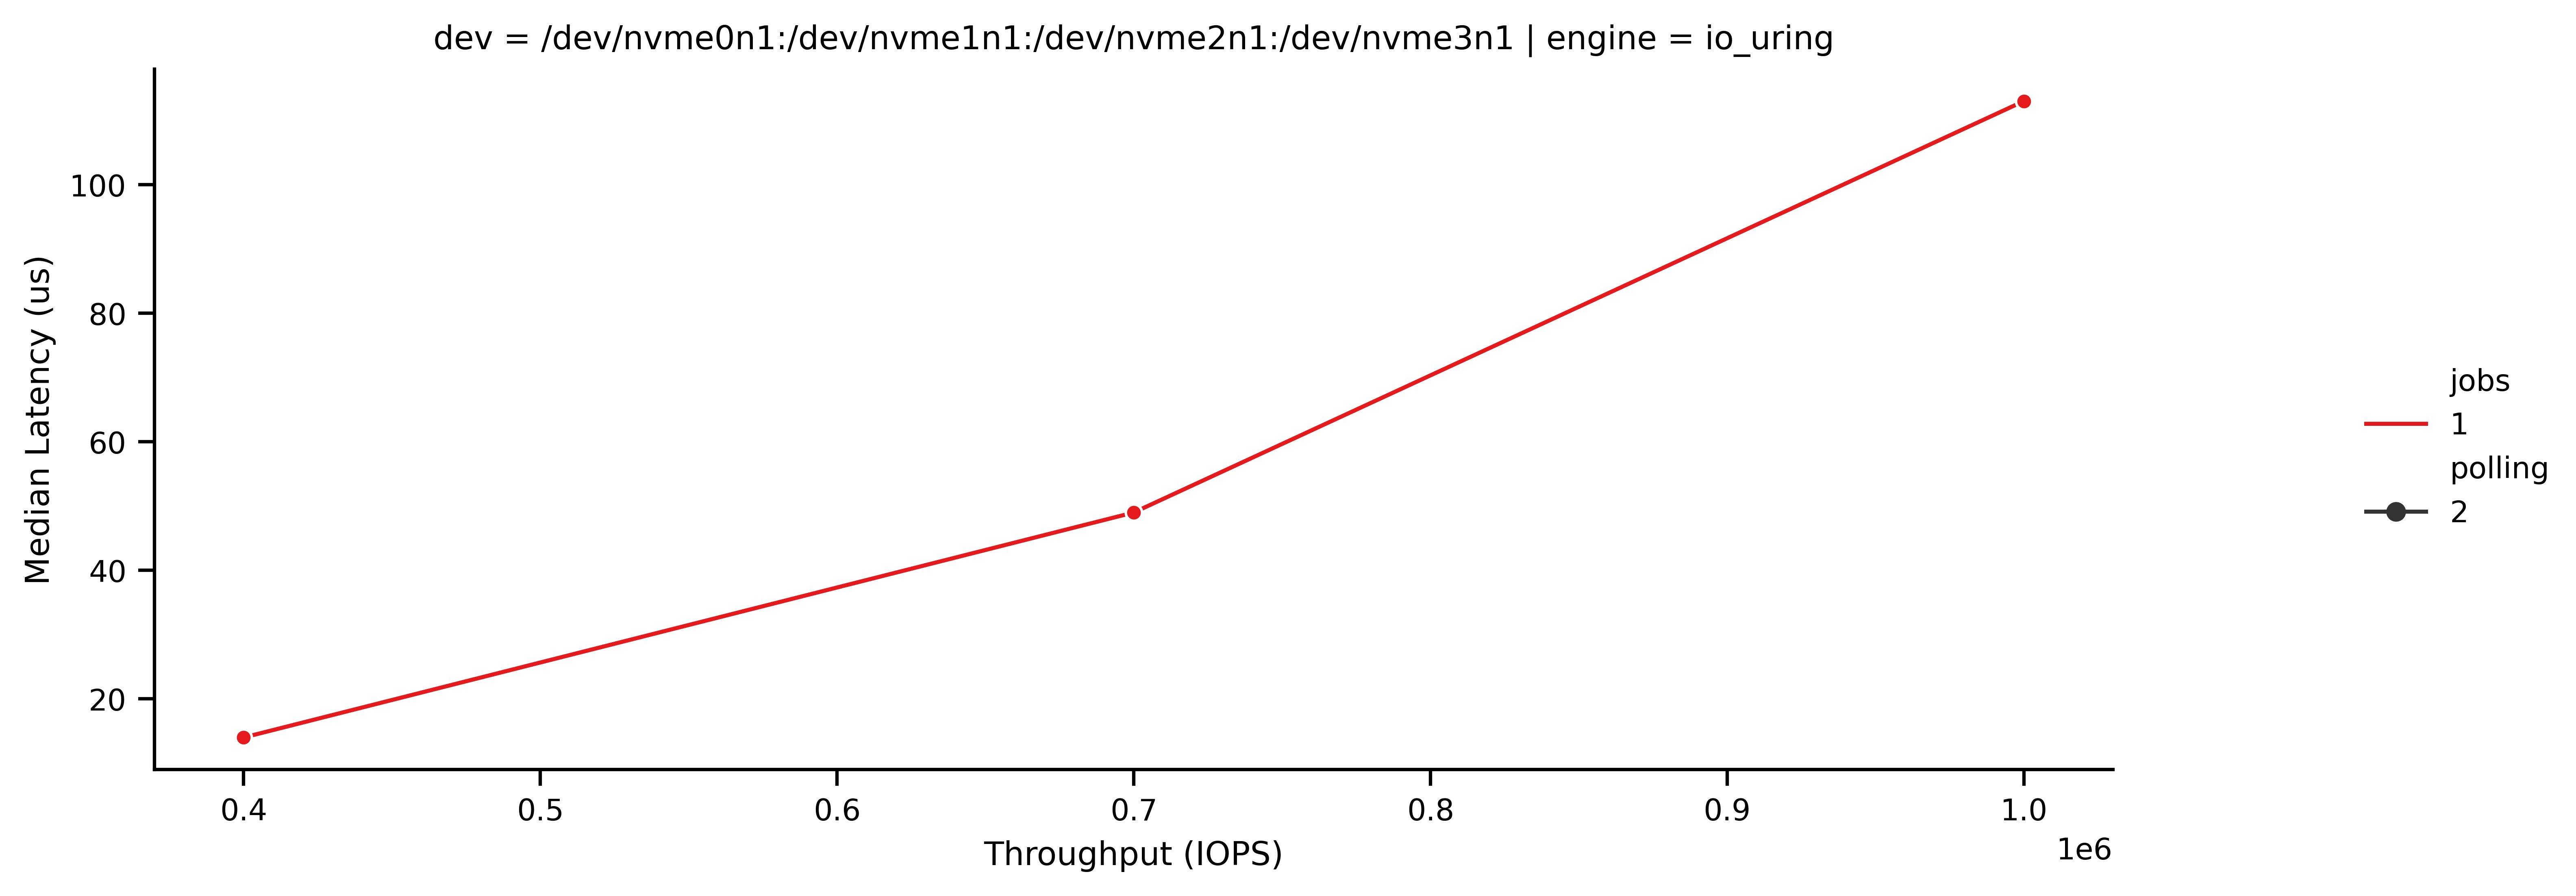 dev = /dev/nvme0n1:/dev/nvme1n1:/dev/nvme2n1:/dev/nvme3n1 | engine = io_uring
Median Latency (us)
100
80
60
40
20
0.4 0.5 0.6 0.7 0.8 0.9 1.0
1e6
Throughput (IOPS)
jobs
1
polling
2